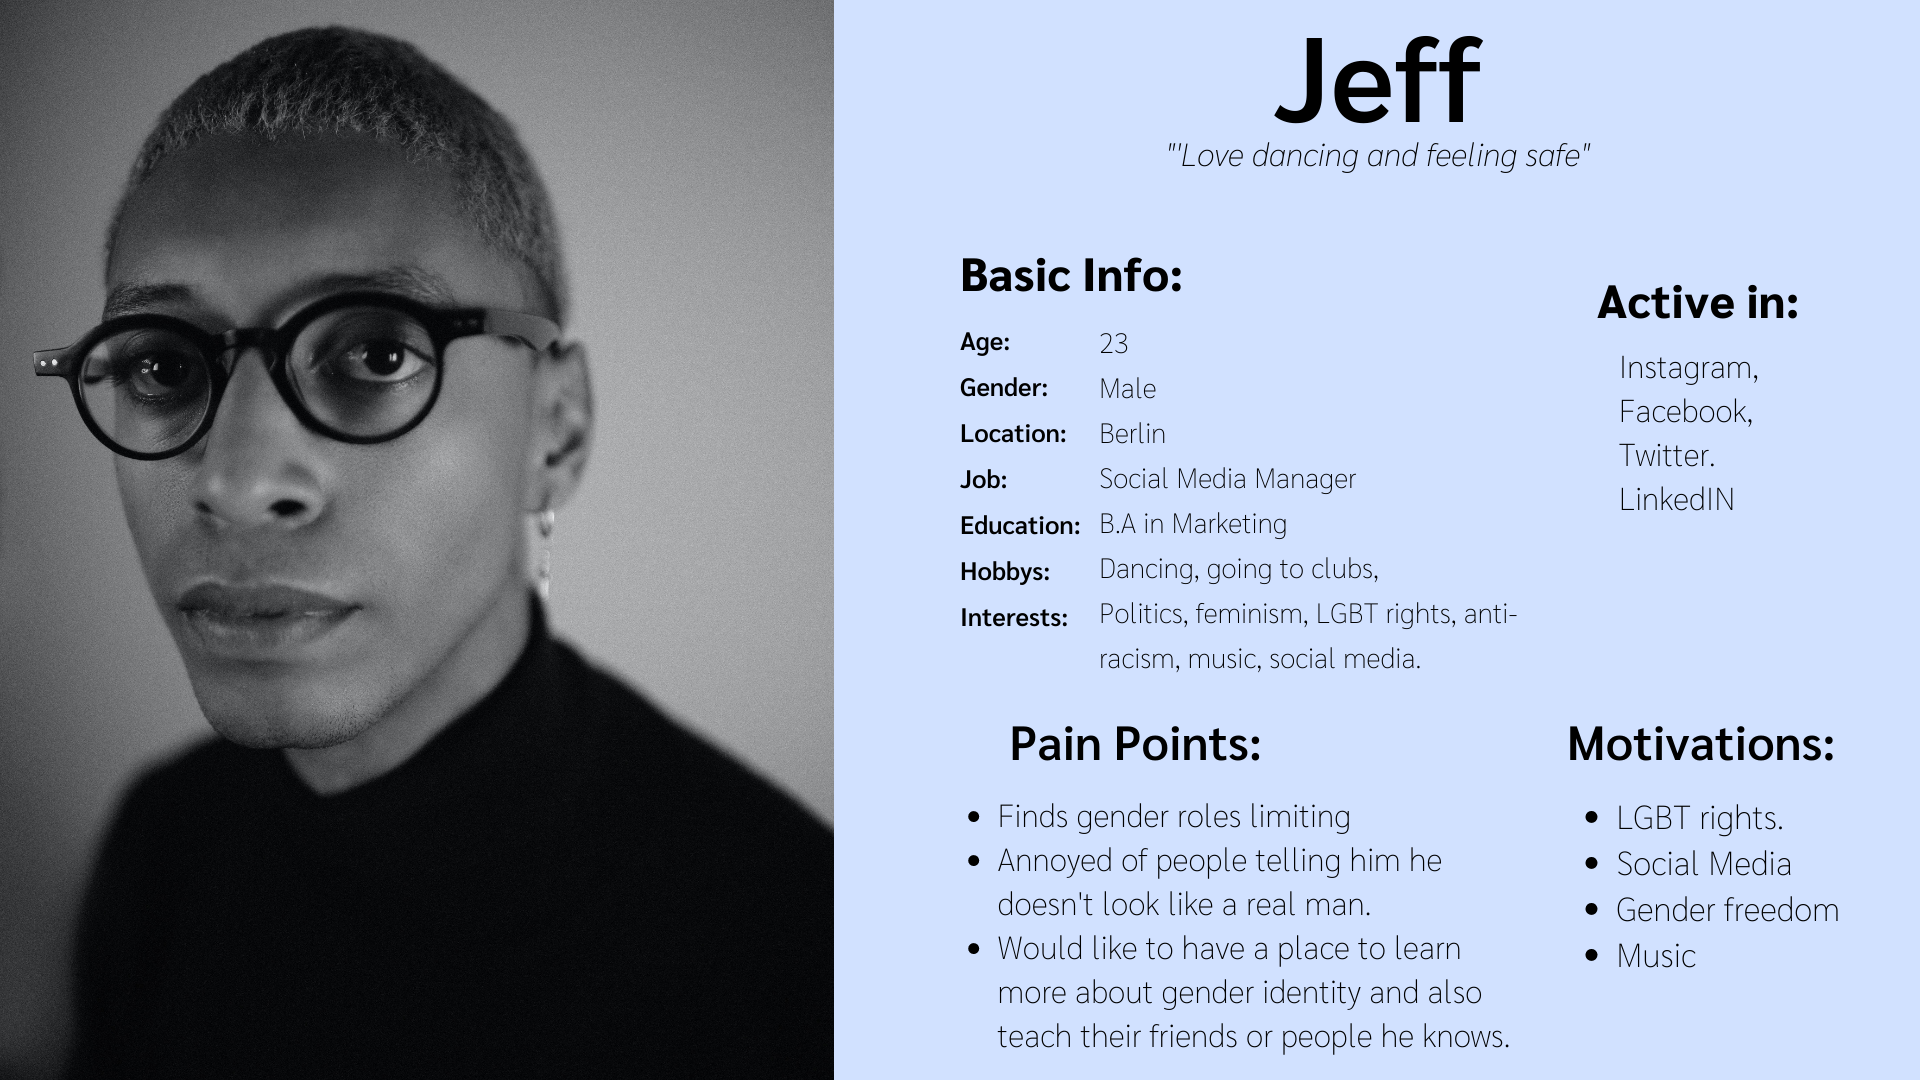 Jeff
"'Love dancing and feeling safe"
Basic Info:
Age: 23
Gender: Male
Location: Berlin
Job: Social Media Manager
Education: B.A in Marketing
Hobbys: Dancing, going to clubs,
Interests: Politics, feminism, LGBT rights, anti-
racism, music, social media.
Active in:
Instagram,
Facebook,
Twitter.
LinkedIN
Pain Points:
• Finds gender roles limiting
• Annoyed of people telling him he
doesn't look like a real man.
• Would like to have a place to learn
more about gender identity and also
teach their friends or people he knows.
Motivations:
• LGBT rights.
• Social Media
• Gender freedom
• Music